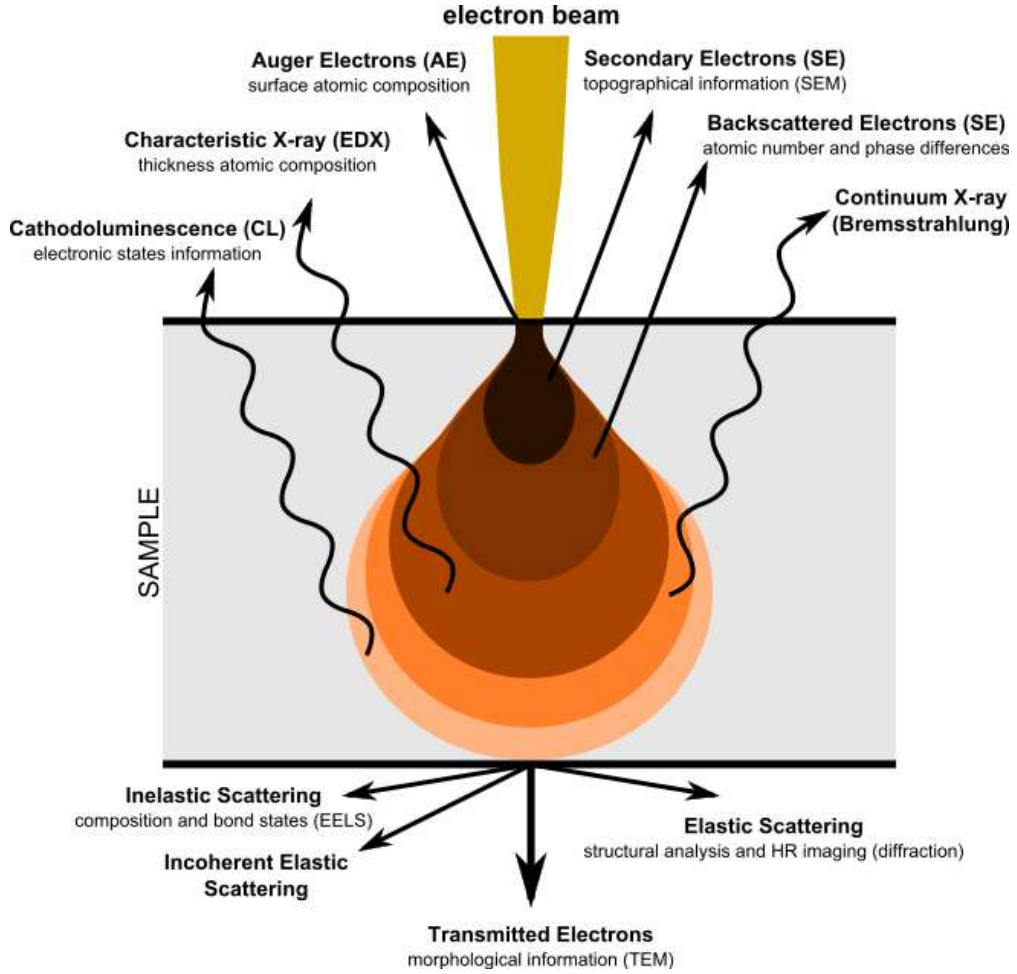 electron beam
Auger Electrons (AE)
surface atomic composition
Secondary Electrons (SE)
topographical information (SEM)
Characteristic X-ray (EDX)
thickness atomic composition
Backscattered Electrons (SE)
atomic number and phase differences
Cathodoluminescence (CL)
electronic states information
Continuum X-ray
(Bremsstrahlung)
SAMPLE
Inelastic Scattering
composition and bond states (EELS)
Incoherent Elastic
Scattering
Elastic Scattering
structural analysis and HR imaging (diffraction)
Transmitted Electrons
morphological information (TEM)